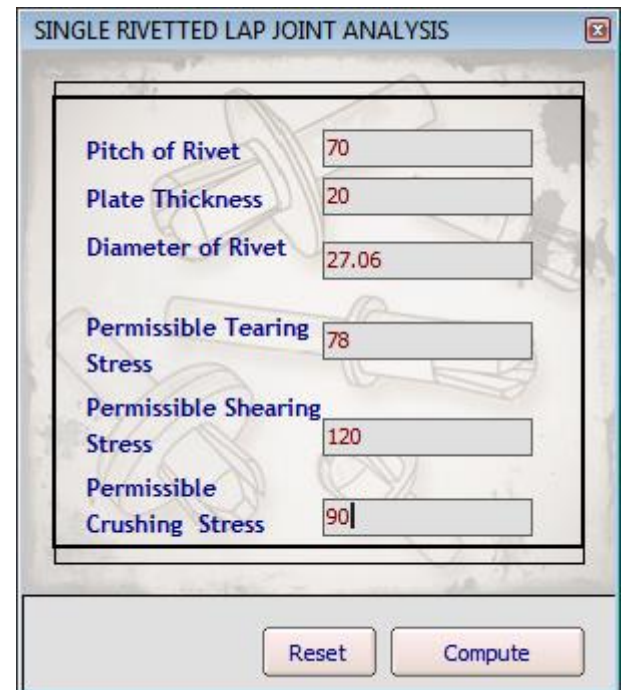 SINGLE RIVETTED LAP JOINT ANALYSIS
Pitch of Rivet 70
Plate Thickness 20
Diameter of Rivet 27.06
Permissible Tearing
Stress 78
Permissible Shearing
Stress 120
Permissible
Crushing Stress 90
Reset Compute